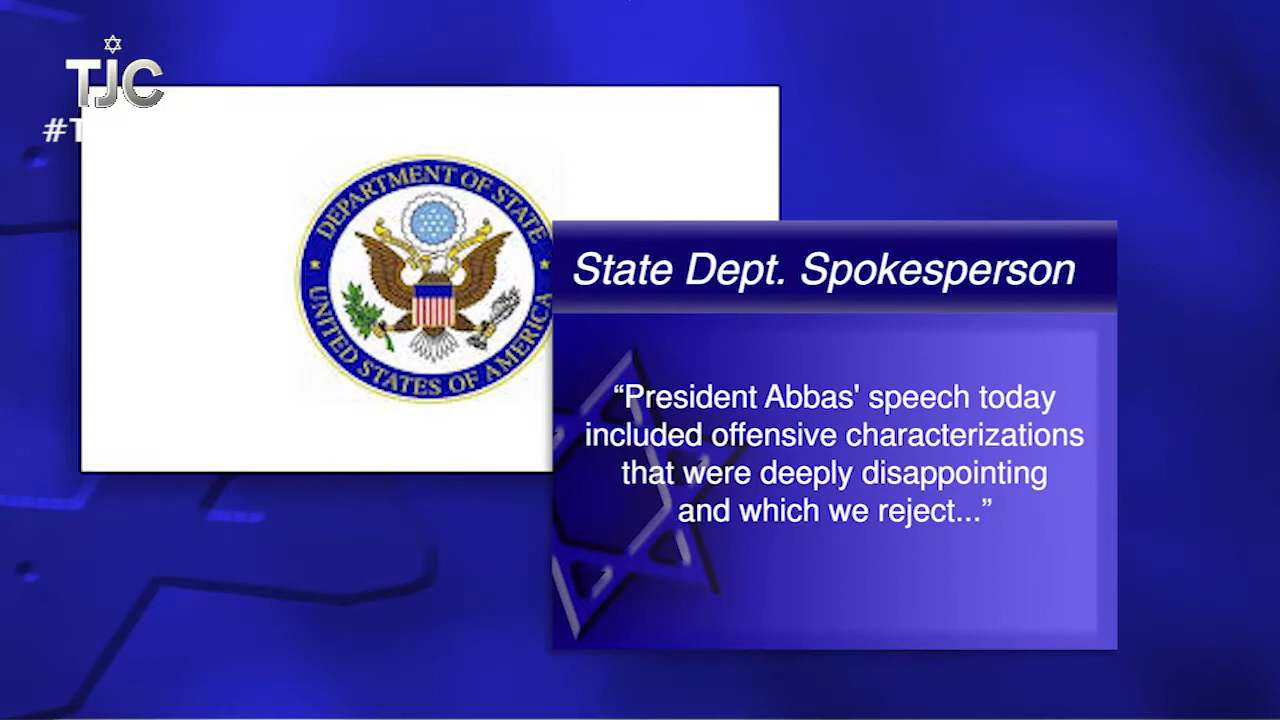 TJC
#T
DEPARTMENT OF STATE
UNITED STATES OF AMERICA
State Dept. Spokesperson
“President Abbas' speech today
included offensive characterizations
that were deeply disappointing
and which we reject...”